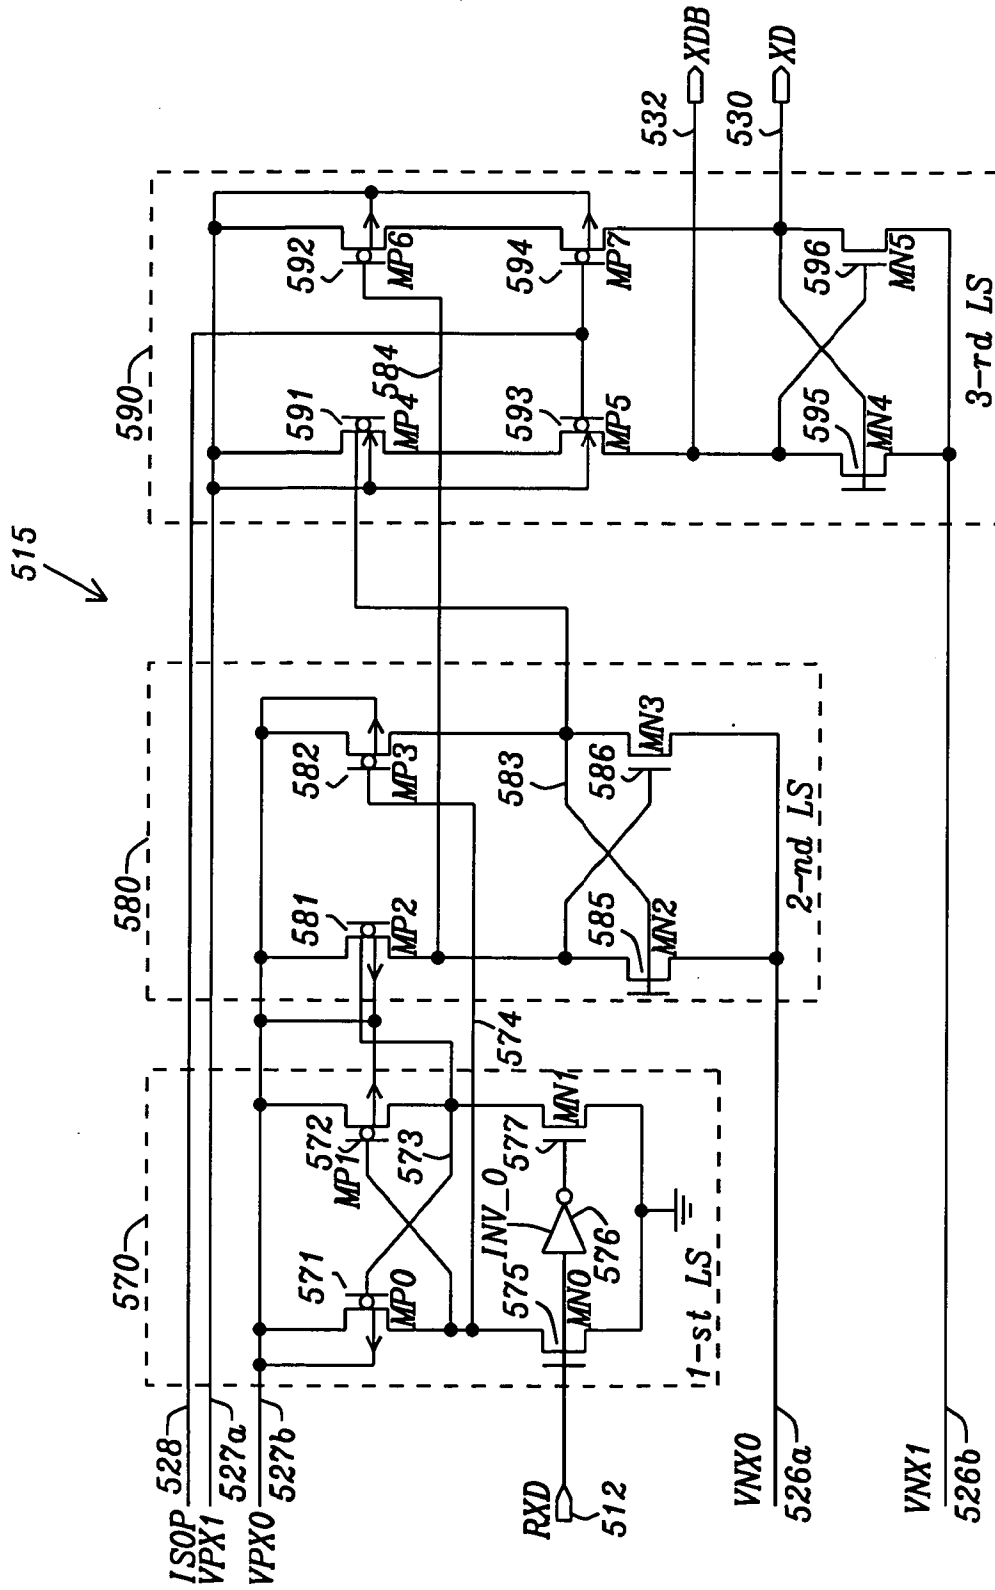 515
570
580
590
ISOP
528
VPX1
527a
VPX0
527b
571
MP0
572
MP1
573
574
INV_0
575
MN0
576
577
MN1
1-st LS
RXD
512
581
MP2
582
MP3
583
584
585
MN2
586
MN3
2-nd LS
591
MP4
592
MP6
593
MP5
594
MP7
595
MN4
596
MN5
3-rd LS
532
XDB
530
XD
VNX0
526a
VNX1
526b